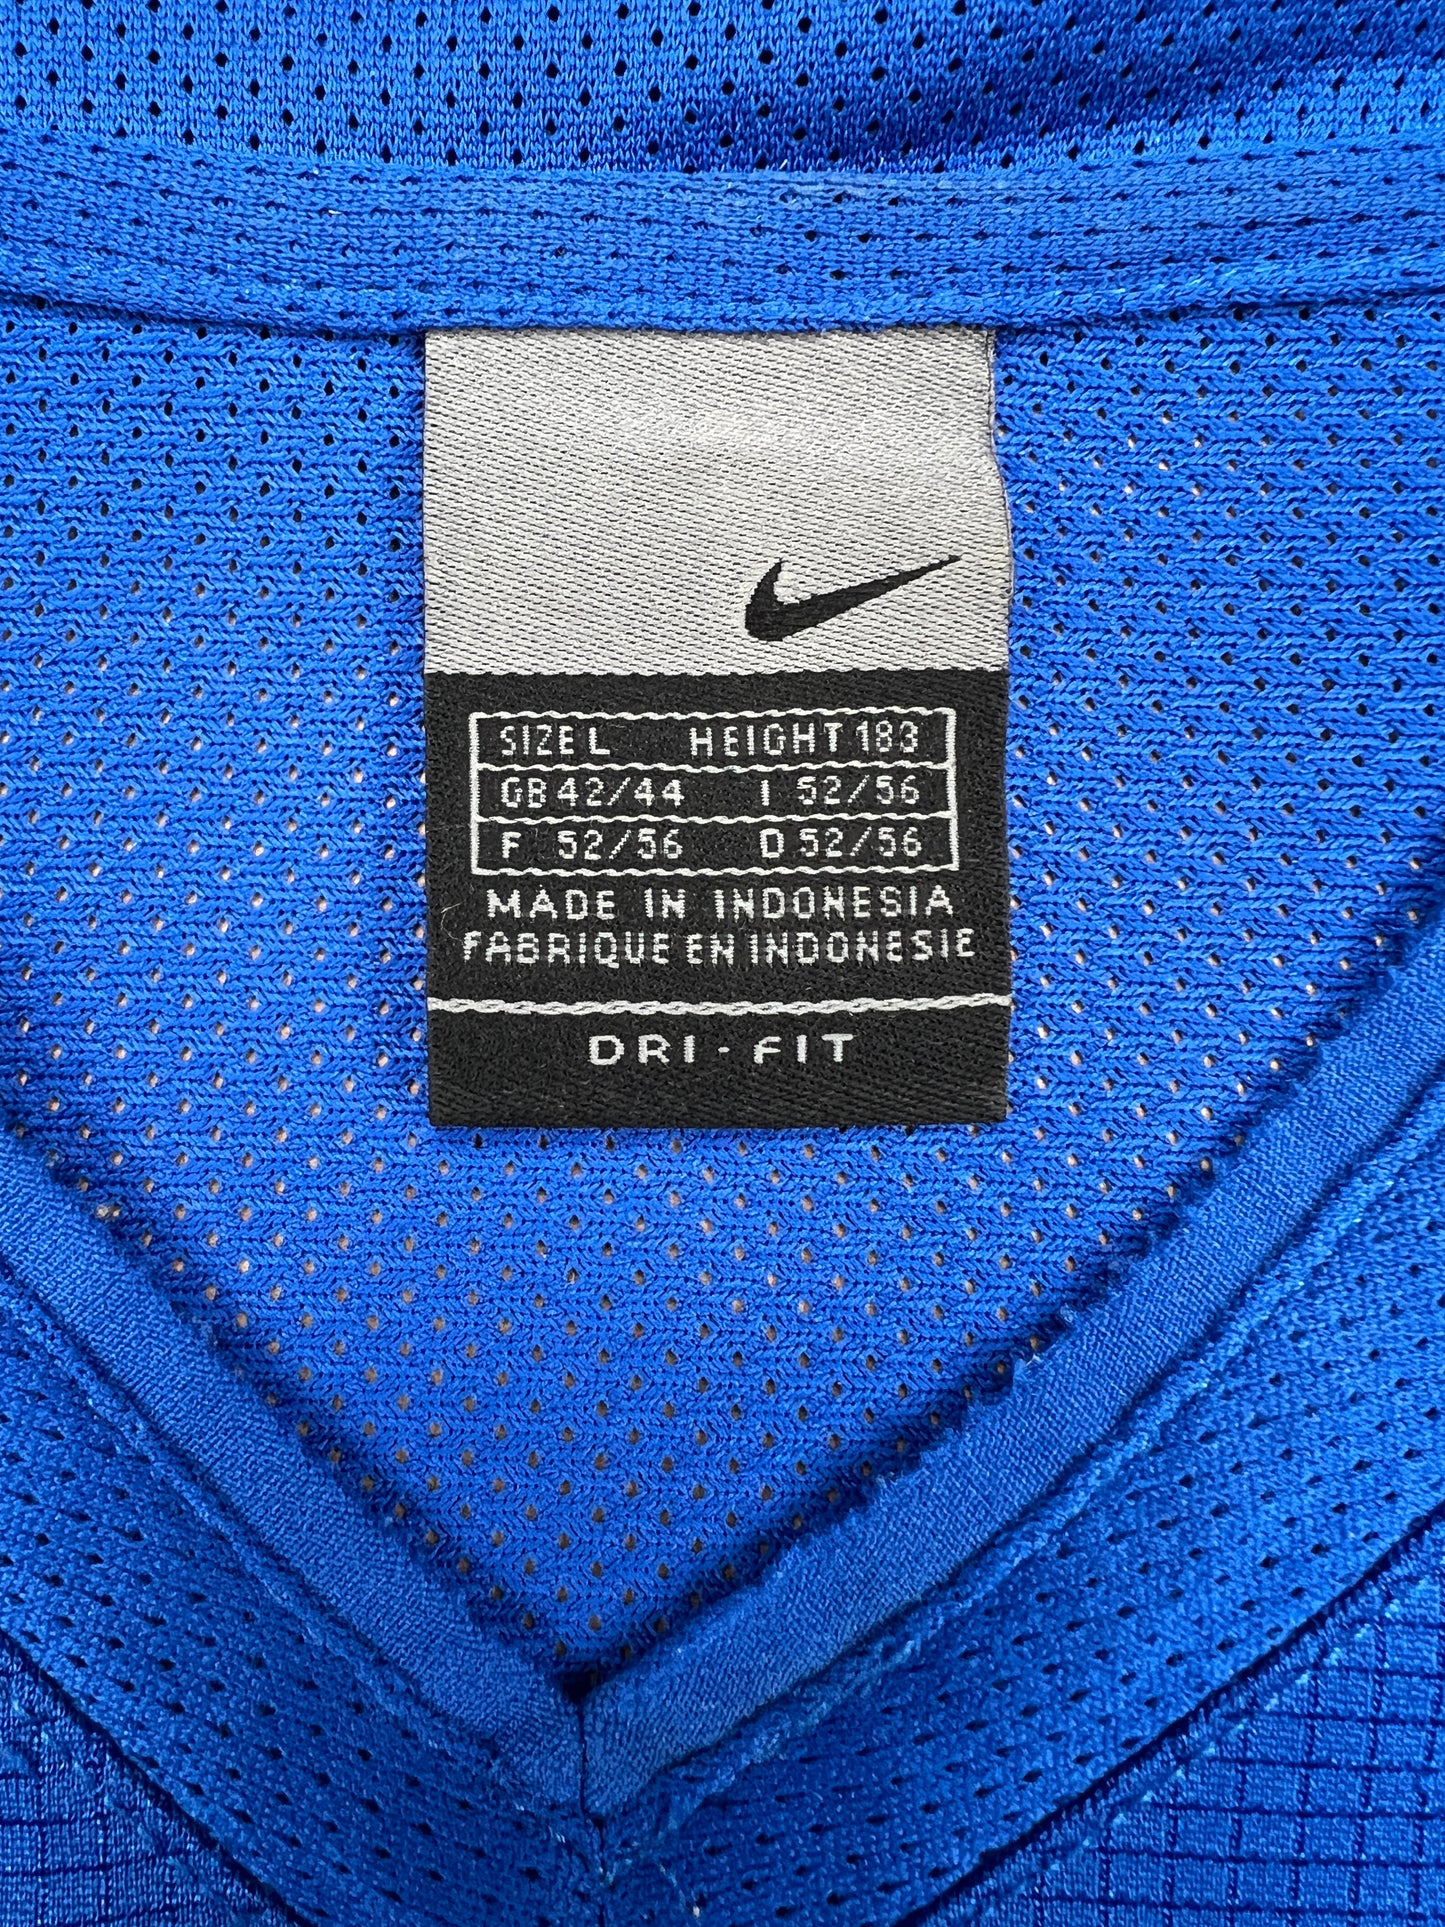 SIZE L HEIGHT 183
GB 42/44 I 52/56
F 52/56 D 52/56
MADE IN INDONESIA
FABRIQUE EN INDONESIE
DRI-FIT